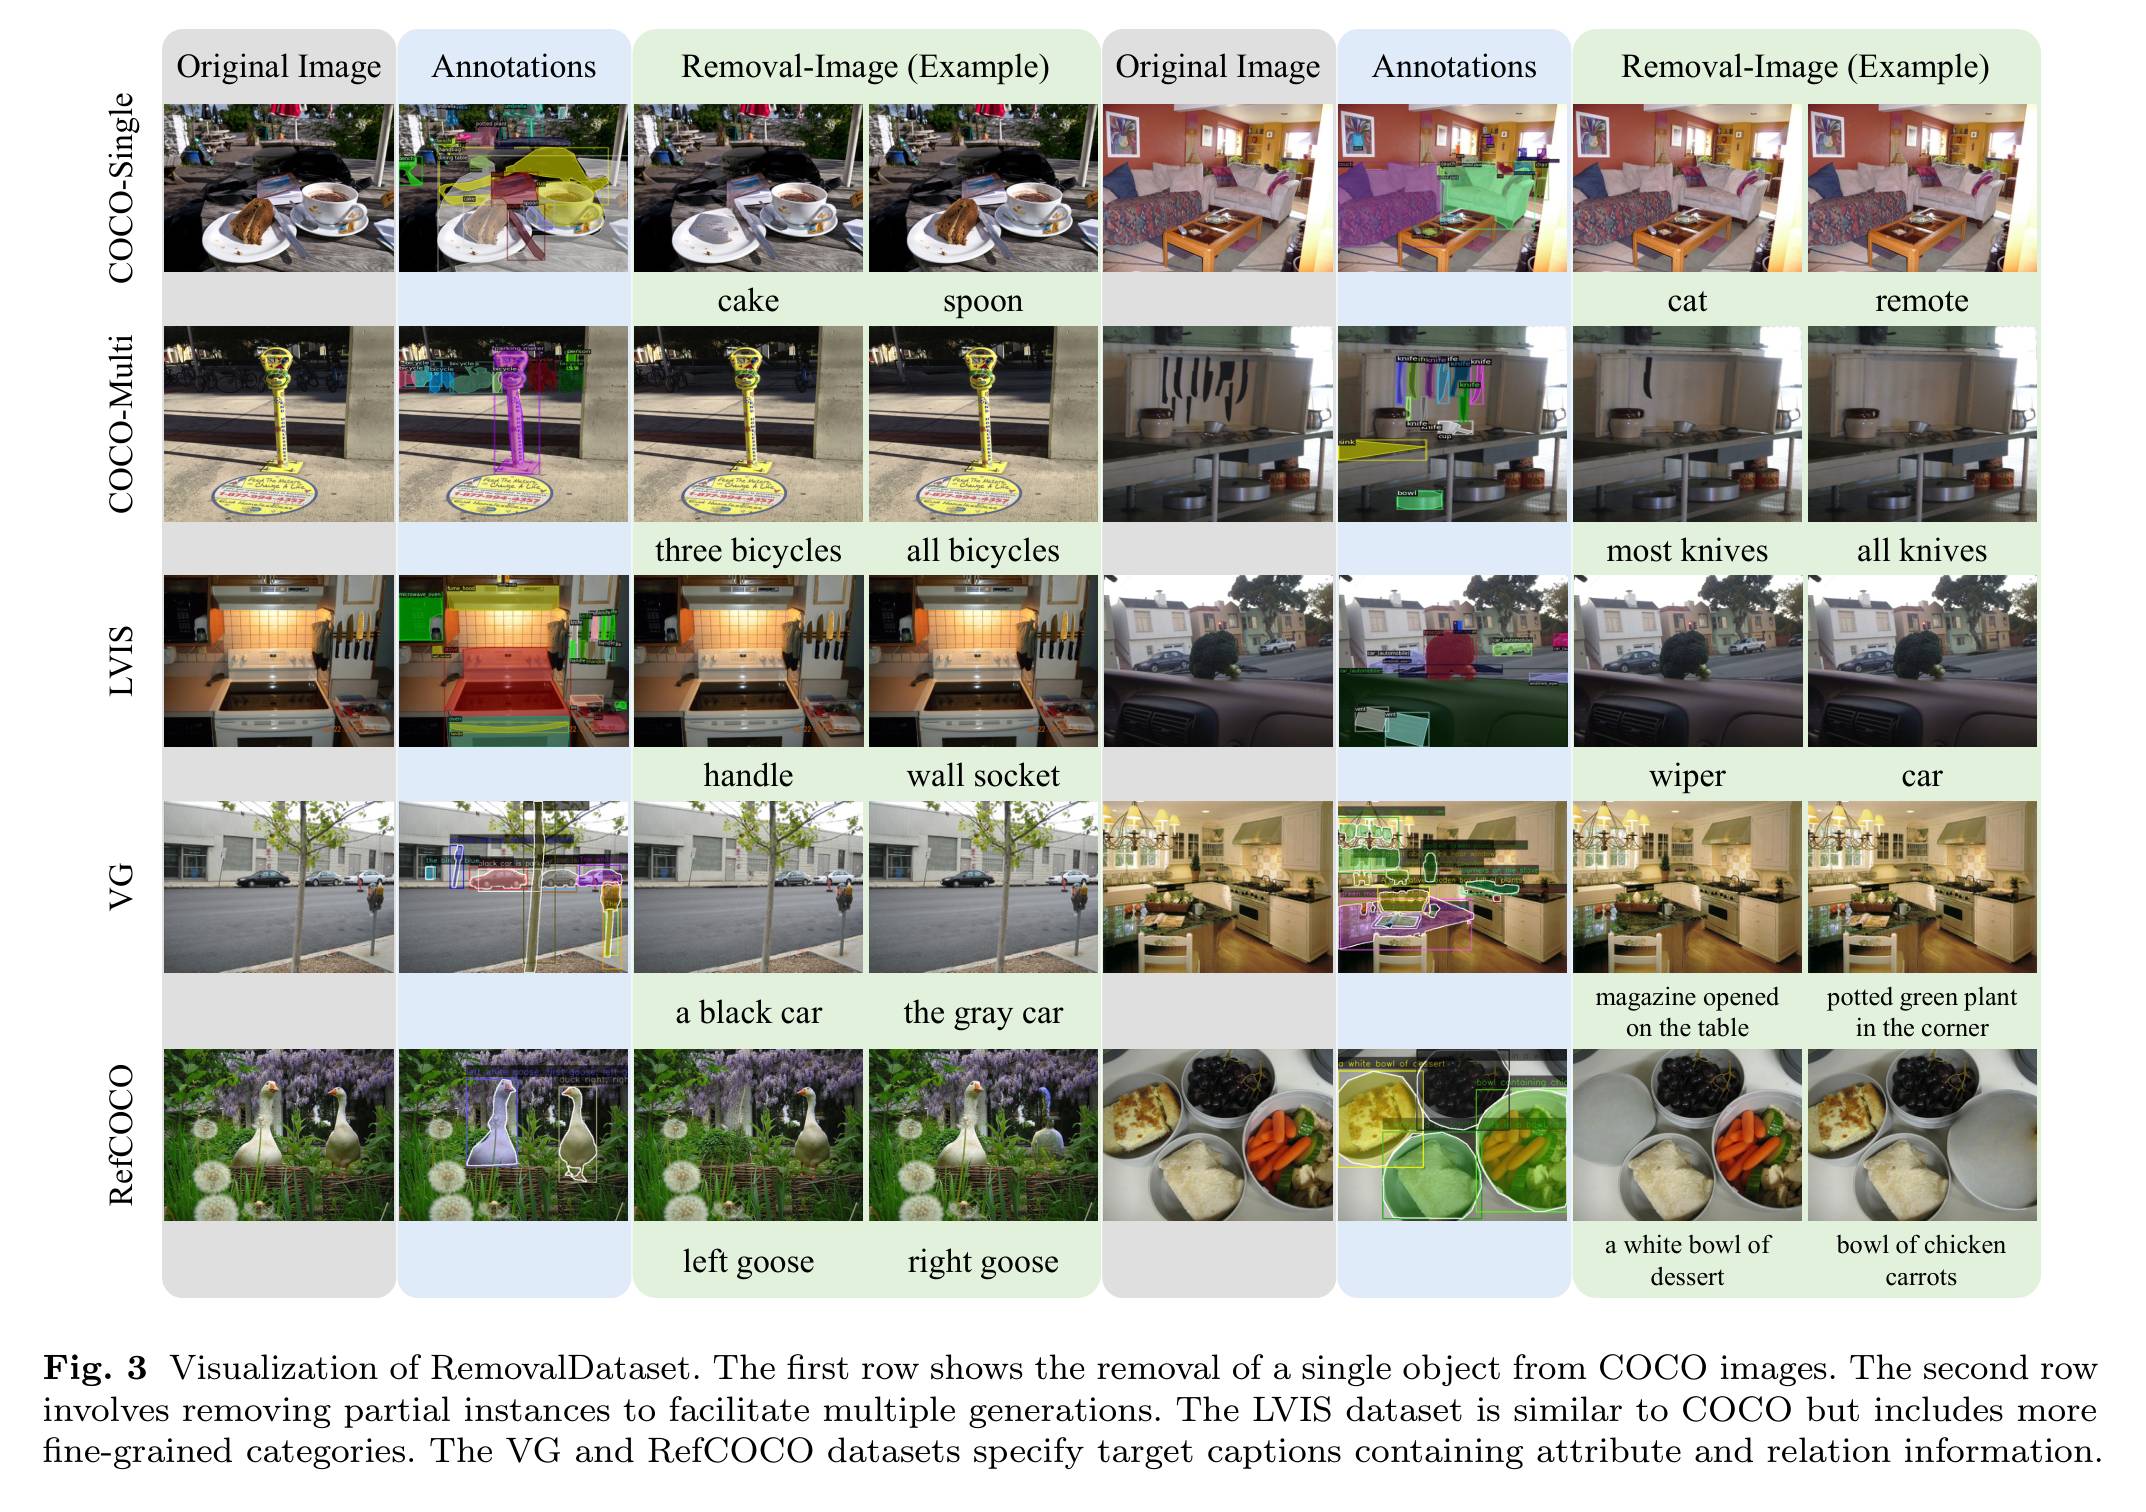 Original Image Annotations Removal-Image (Example) Original Image Annotations Removal-Image (Example)
COCO-Single
cake spoon cat remote
COCO-Multi
three bicycles all bicycles most knives all knives
LVIS
handle wall socket wiper car
VG
a black car the gray car magazine opened on the table potted green plant in the corner
RefCOCO
left goose right goose a white bowl of dessert bowl of chicken carrots
Fig. 3 Visualization of RemovalDataset. The first row shows the removal of a single object from COCO images. The second row
involves removing partial instances to facilitate multiple generations. The LVIS dataset is similar to COCO but includes more
fine-grained categories. The VG and RefCOCO datasets specify target captions containing attribute and relation information.